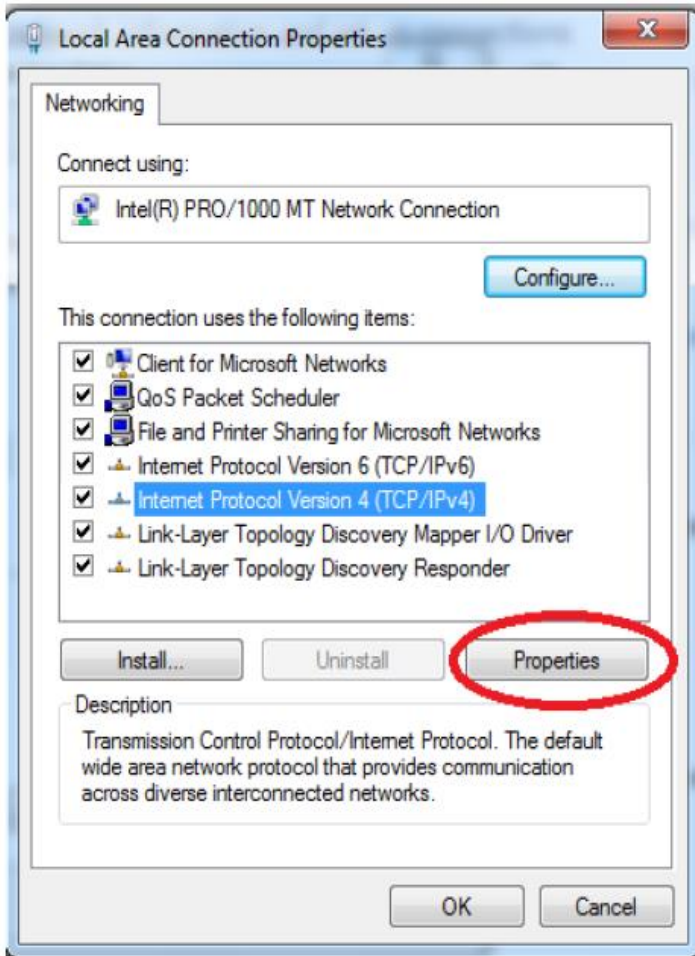 Local Area Connection Properties
X
Networking
Connect using:
Intel(R) PRO/1000 MT Network Connection
Configure...
This connection uses the following items:
Client for Microsoft Networks
QoS Packet Scheduler
File and Printer Sharing for Microsoft Networks
Internet Protocol Version 6 (TCP/IPv6)
Internet Protocol Version 4 (TCP/IPv4)
Link-Layer Topology Discovery Mapper I/O Driver
Link-Layer Topology Discovery Responder
Install... Uninstall Properties
Description
Transmission Control Protocol/Internet Protocol. The default
wide area network protocol that provides communication
across diverse interconnected networks.
OK Cancel